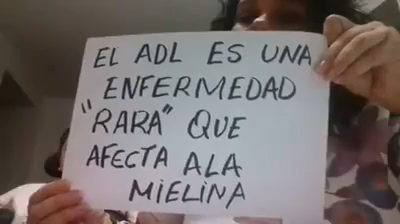 EL ADL ES UNA
ENFERMEDAD
"RARA" QUE
AFECTA ALA
MIELINA